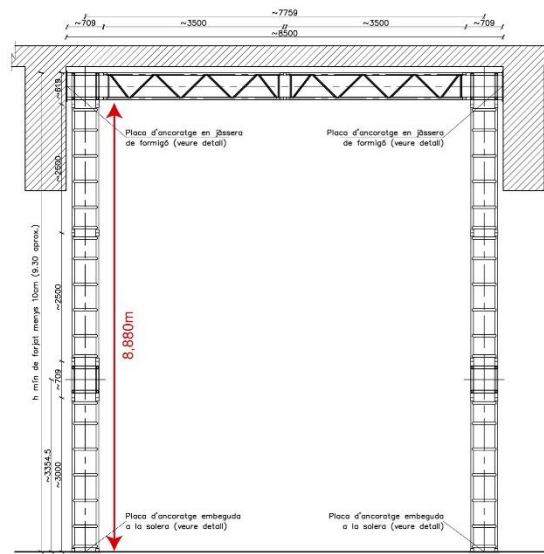 ~7759
~709
~3500
~3500
~709
~8500
~619
Placa d'ancoratge en jàssera
de formigó (veure detall)
Placa d'ancoratge en jàssera
de formigó (veure detall)
~2500
h mín de forjat menys 10cm (9.30 aprox.)
~2500
8,880m
~709
~3354.5
~3000
Placa d'ancoratge embeguda
a la solera (veure detall)
Placa d'ancoratge embeguda
a la solera (veure detall)